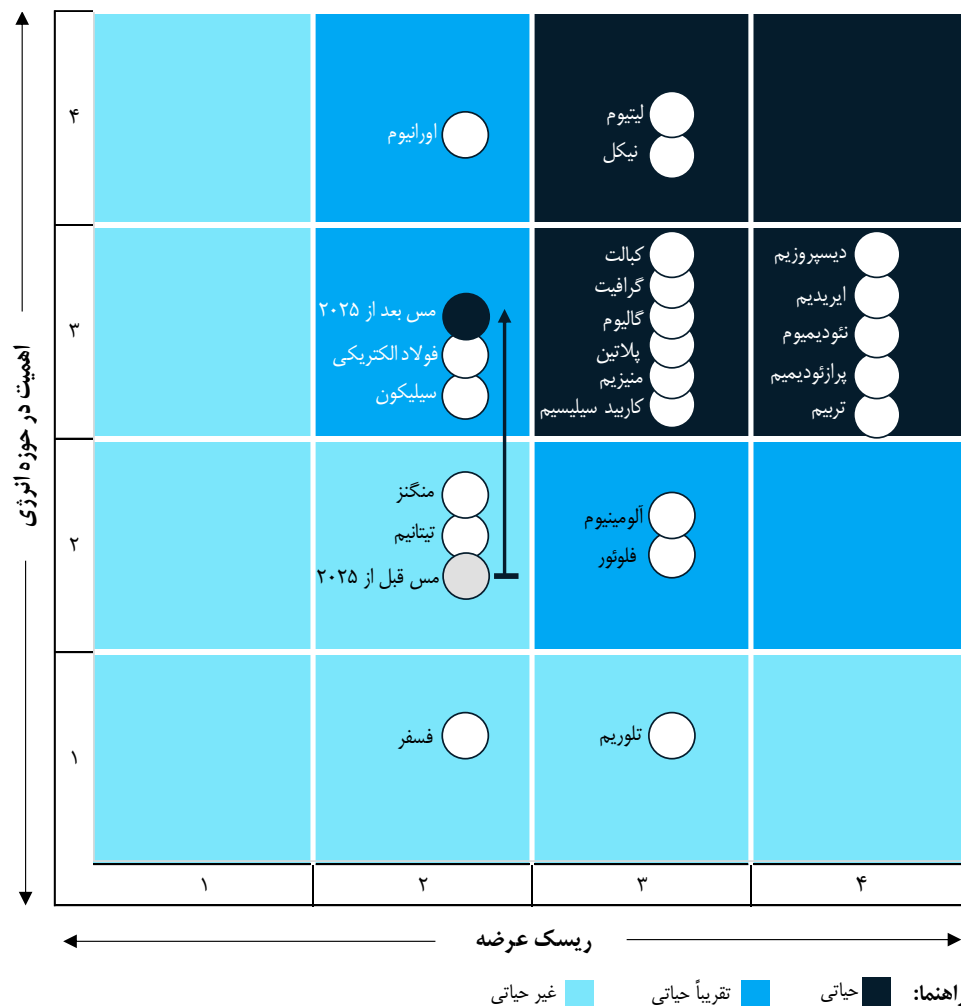 اهمیت در حوزه انرژی
۴
۳
۲
۱
اورانیوم
لیتیوم
نیکل
مس بعد از ۲۰۲۵
فولاد الکتریکی
سیلیکون
کبالت
گرافیت
گالیوم
پلاتین
منیزیم
کاربید سیلیسیم
دیسپروزیم
ایریدیم
نئودیمیوم
پرازئودیمیم
تربیم
منگنز
تیتانیم
مس قبل از ۲۰۲۵
آلومینیوم
فلوئور
فسفر
تلوریم
۱
۲
۳
۴
ریسک عرضه
راهنما:
حیاتی
تقریباً حیاتی
غیر حیاتی